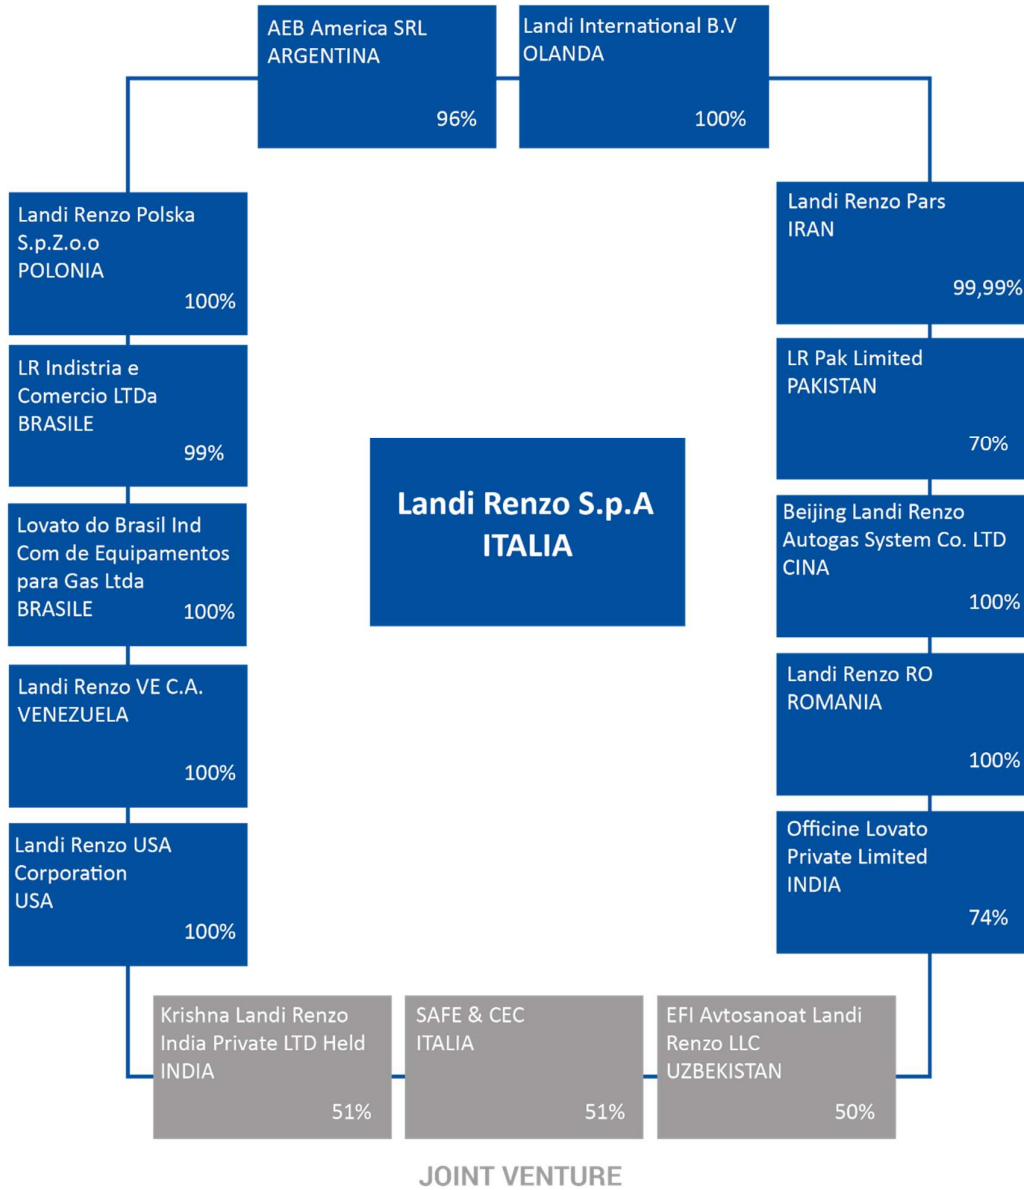 AEB America SRL
ARGENTINA
96%
Landi International B.V
OLANDA
100%
Landi Renzo Polska
S.p.Z.o.o
POLONIA
100%
LR Indistria e
Comercio LTDa
BRASILE
99%
Lovato do Brasil Ind
Com de Equipamentos
para Gas Ltda
BRASILE 100%
Landi Renzo VE C.A.
VENEZUELA
100%
Landi Renzo USA
Corporation
USA
100%
Landi Renzo S.p.A
ITALIA
Landi Renzo Pars
IRAN
99,99%
LR Pak Limited
PAKISTAN
70%
Beijing Landi Renzo
Autogas System Co. LTD
CINA
100%
Landi Renzo RO
ROMANIA
100%
Officine Lovato
Private Limited
INDIA
74%
Krishna Landi Renzo
India Private LTD Held
INDIA
51%
SAFE & CEC
ITALIA
51%
EFI Avtosanoat Landi
Renzo LLC
UZBEKISTAN
50%
JOINT VENTURE